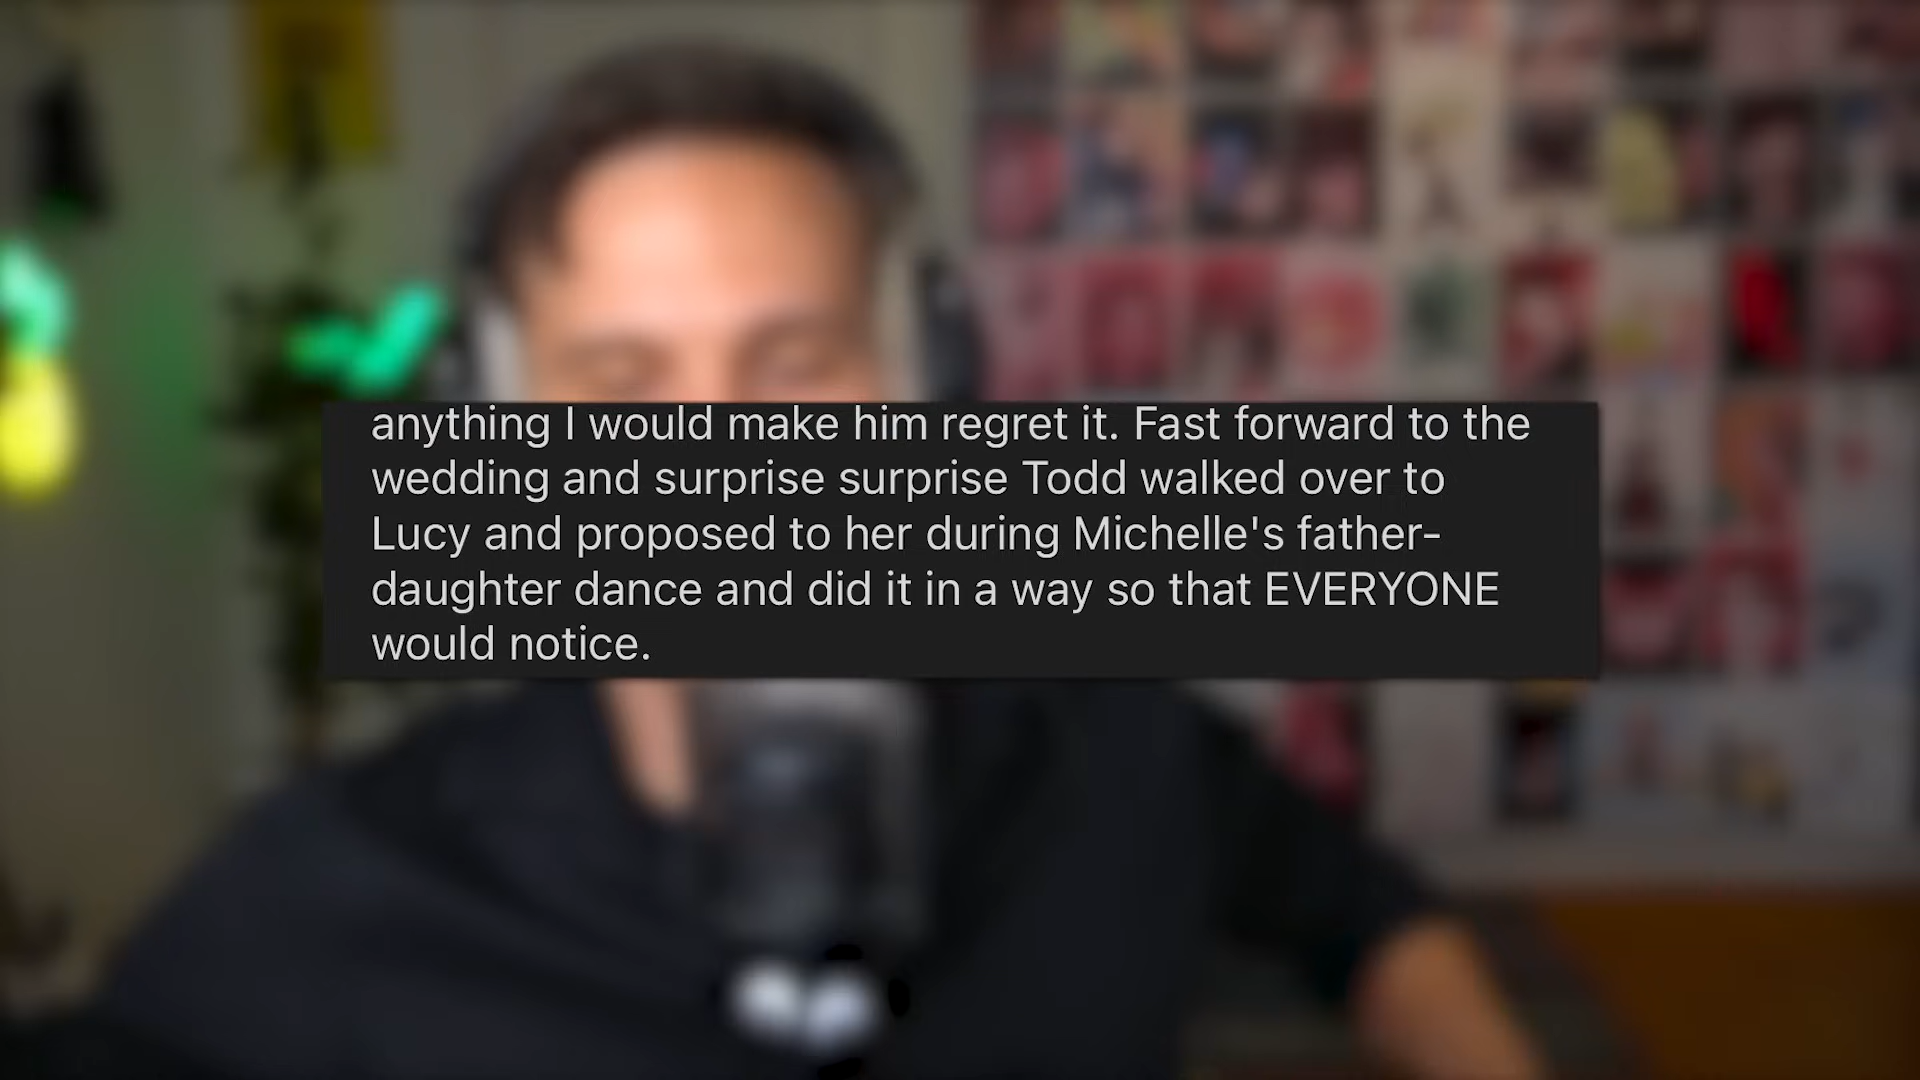 anything I would make him regret it. Fast forward to the
wedding and surprise surprise Todd walked over to
Lucy and proposed to her during Michelle's father-
daughter dance and did it in a way so that EVERYONE
would notice.